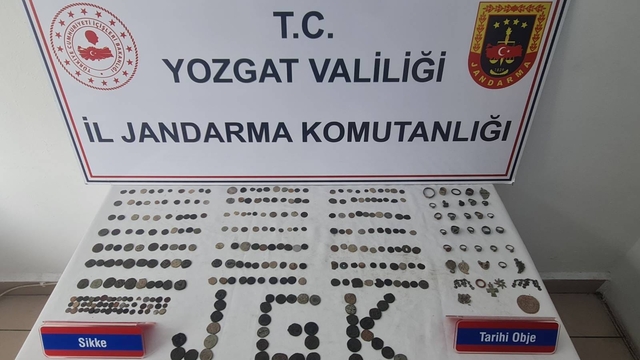 T.C.
YOZGAT VALİLİĞİ
İL JANDARMA KOMUTANLIĞI
JANDARMA
JGK
Sikke
Tarihi Obje